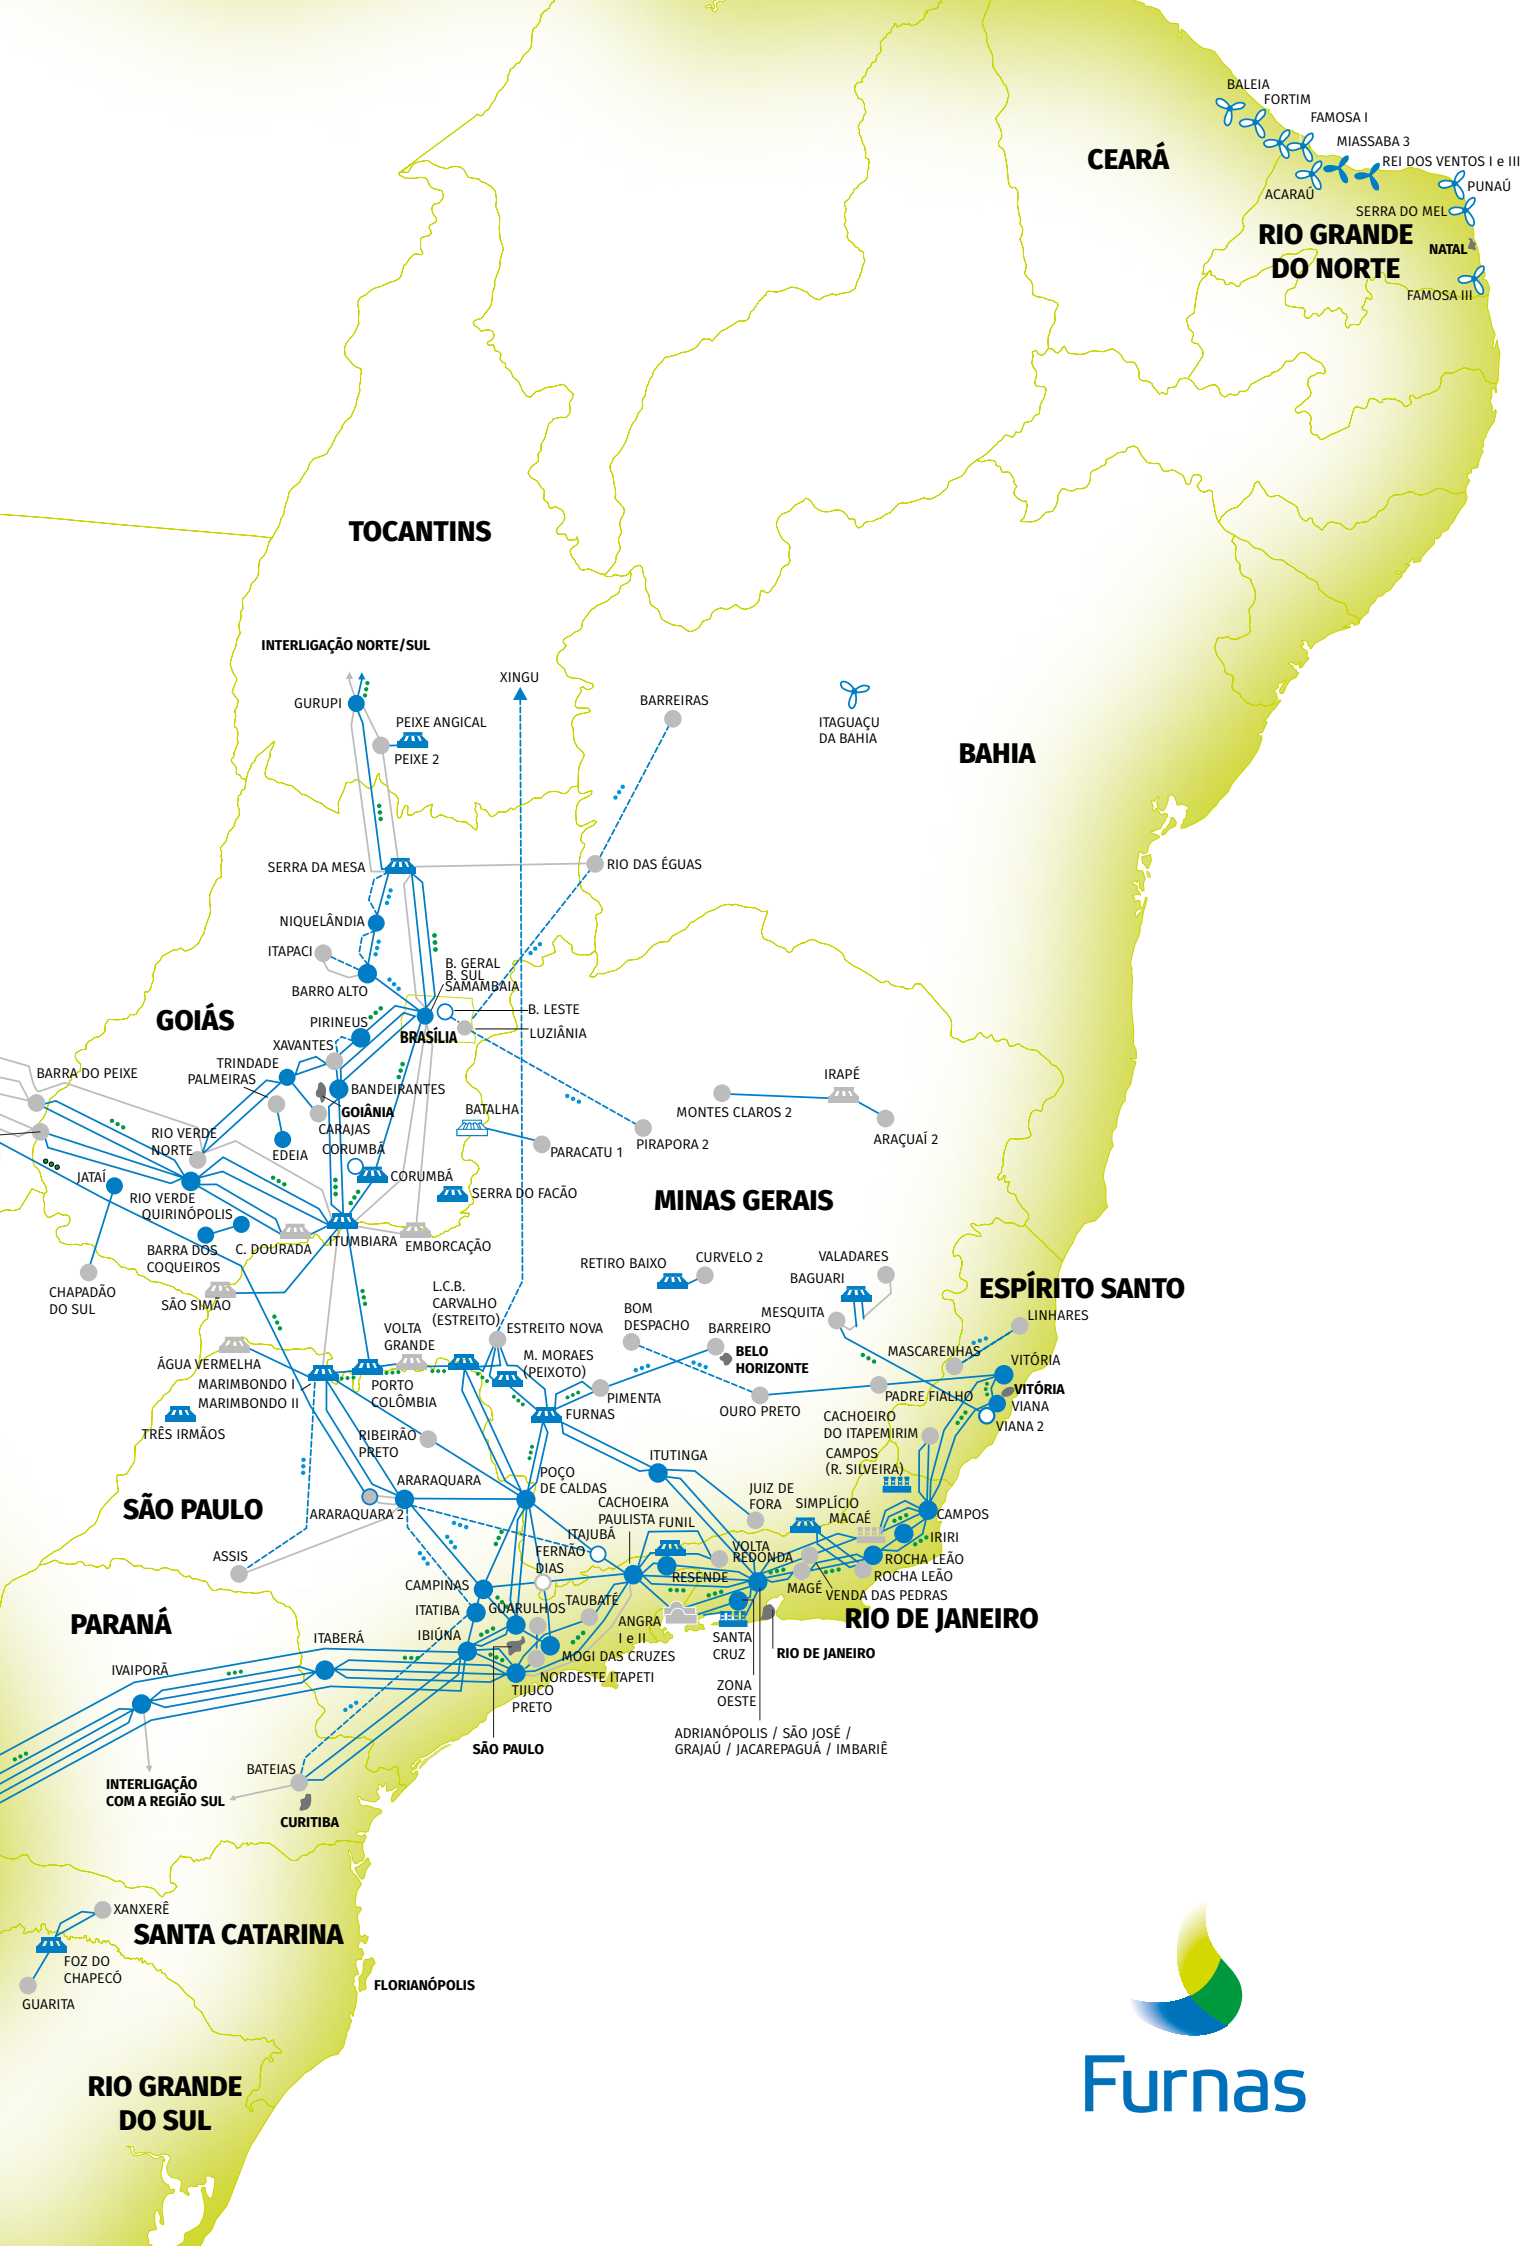 BALEIA
FORTIM
FAMOSA I
MIASSABA 3
REI DOS VENTOS I e III
CEARÁ
ACARAÚ
PUNAÚ
SERRA DO MEL
RIO GRANDE
DO NORTE
NATAL
FAMOSA III
TOCANTINS
INTERLIGAÇÃO NORTE/SUL
XINGU
GURUPI
BARREIRAS
PEIXE ANGICAL
PEIXE 2
ITAGUAÇU
DA BAHIA
BAHIA
SERRA DA MESA
RIO DAS ÉGUAS
NIQUELÂNDIA
ITAPACI
BARRO ALTO
B. GERAL
B. SUL
SAMAMBAIA
B. LESTE
LUZIÂNIA
GOIÁS
PIRINEUS
BRASÍLIA
XAVANTES
TRINDADE
PALMEIRAS
BARRA DO PEIXE
BANDEIRANTES
GOIÂNIA
CARAJAS
BATALHA
PARACATU 1
PIRAPORA 2
MONTES CLAROS 2
IRAPÉ
ARAÇUAÍ 2
RIO VERDE
NORTE
EDEIA
CORUMBÁ
CORUMBÁ
SERRA DO FACÃO
JATAÍ
RIO VERDE
QUIRINÓPOLIS
MINAS GERAIS
BARRA DOS
COQUEIROS
C. DOURADA
ITUMBIARA
EMBORCAÇÃO
CHAPADÃO
DO SUL
SÃO SIMÃO
RETIRO BAIXO
CURVELO 2
VALADARES
BAGUARI
MESQUITA
ESPÍRITO SANTO
LINHARES
L.C.B.
CARVALHO
(ESTREITO)
ESTREITO NOVA
VOLTA
GRANDE
BOM
DESPACHO
BARREIRO
BELO
HORIZONTE
MASCARENHAS
VITÓRIA
VITÓRIA
VIANA
VIANA 2
ÁGUA VERMELHA
MARIMBONDO I
MARIMBONDO II
PORTO
COLÔMBIA
M. MORAES
(PEIXOTO)
PIMENTA
FURNAS
OURO PRETO
PADRE FIALHO
TRÊS IRMÃOS
RIBEIRÃO
PRETO
CACHOEIRO
DO ITAPEMIRIM
CAMPOS
(R. SILVEIRA)
ITUTINGA
SÃO PAULO
ARARAQUARA
ARARAQUARA 2
POÇO
DE CALDAS
JUIZ DE
FORA
SIMPLÍCIO
MACAÉ
CAMPOS
IRIRI
CACHOEIRA
PAULISTA
FUNIL
ITAJUBÁ
FERNÃO
DIAS
VOLTA
REDONDA
RESENDE
ROCHA LEÃO
ROCHA LEÃO
MAGÉ
VENDA DAS PEDRAS
ASSIS
CAMPINAS
ITATIBA
GUARULHOS
TAUBATÉ
ANGRA
I e II
RIO DE JANEIRO
RIO DE JANEIRO
SANTA
CRUZ
PARANÁ
ITABERÁ
IBIÚNA
MOGI DAS CRUZES
NORDESTE ITAPETI
TIJUCO
PRETO
IVAIPORÃ
ZONA
OESTE
ADRIANÓPOLIS / SÃO JOSÉ /
GRAJAÚ / JACAREPAGUÁ / IMBARIÊ
SÃO PAULO
BATEIAS
INTERLIGAÇÃO
COM A REGIÃO SUL
CURITIBA
XANXERÊ
SANTA CATARINA
FOZ DO
CHAPECÓ
GUARITA
FLORIANÓPOLIS
RIO GRANDE
DO SUL
Furnas